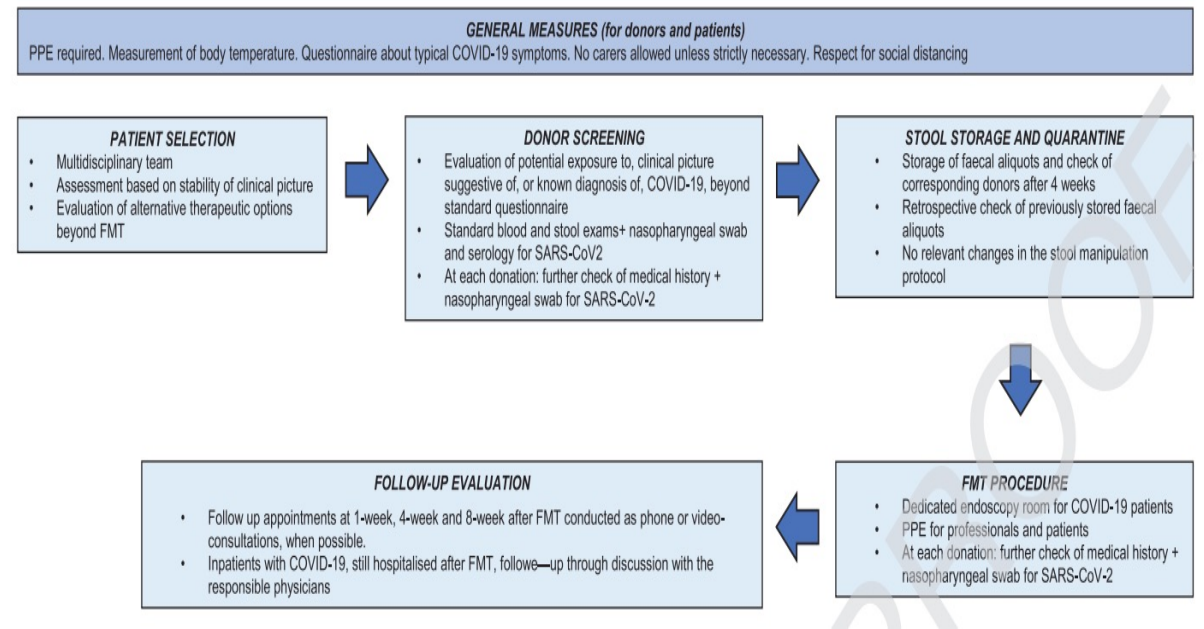 GENERAL MEASURES (for donors and patients)
PPE required. Measurement of body temperature. Questionnaire about typical COVID-19 symptoms. No carers allowed unless strictly necessary. Respect for social distancing
PATIENT SELECTION
• Multidisciplinary team
• Assessment based on stability of clinical picture
• Evaluation of alternative therapeutic options
beyond FMT
DONOR SCREENING
• Evaluation of potential exposure to, clinical picture
suggestive of, or known diagnosis of, COVID-19, beyond
standard questionnaire
• Standard blood and stool exams+ nasopharyngeal swab
and serology for SARS-CoV2
• At each donation: further check of medical history +
nasopharyngeal swab for SARS-CoV-2
STOOL STORAGE AND QUARANTINE
• Storage of faecal aliquots and check of
corresponding donors after 4 weeks
• Retrospective check of previously stored faecal
aliquots
• No relevant changes in the stool manipulation
protocol
FMT PROCEDURE
• Dedicated endoscopy room for COVID-19 patients
• PPE for professionals and patients
• At each donation: further check of medical history +
nasopharyngeal swab for SARS-CoV-2
FOLLOW-UP EVALUATION
• Follow up appointments at 1-week, 4-week and 8-week after FMT conducted as phone or video-
consultations, when possible.
• Inpatients with COVID-19, still hospitalised after FMT, followe—up through discussion with the
responsible physicians
PROOF